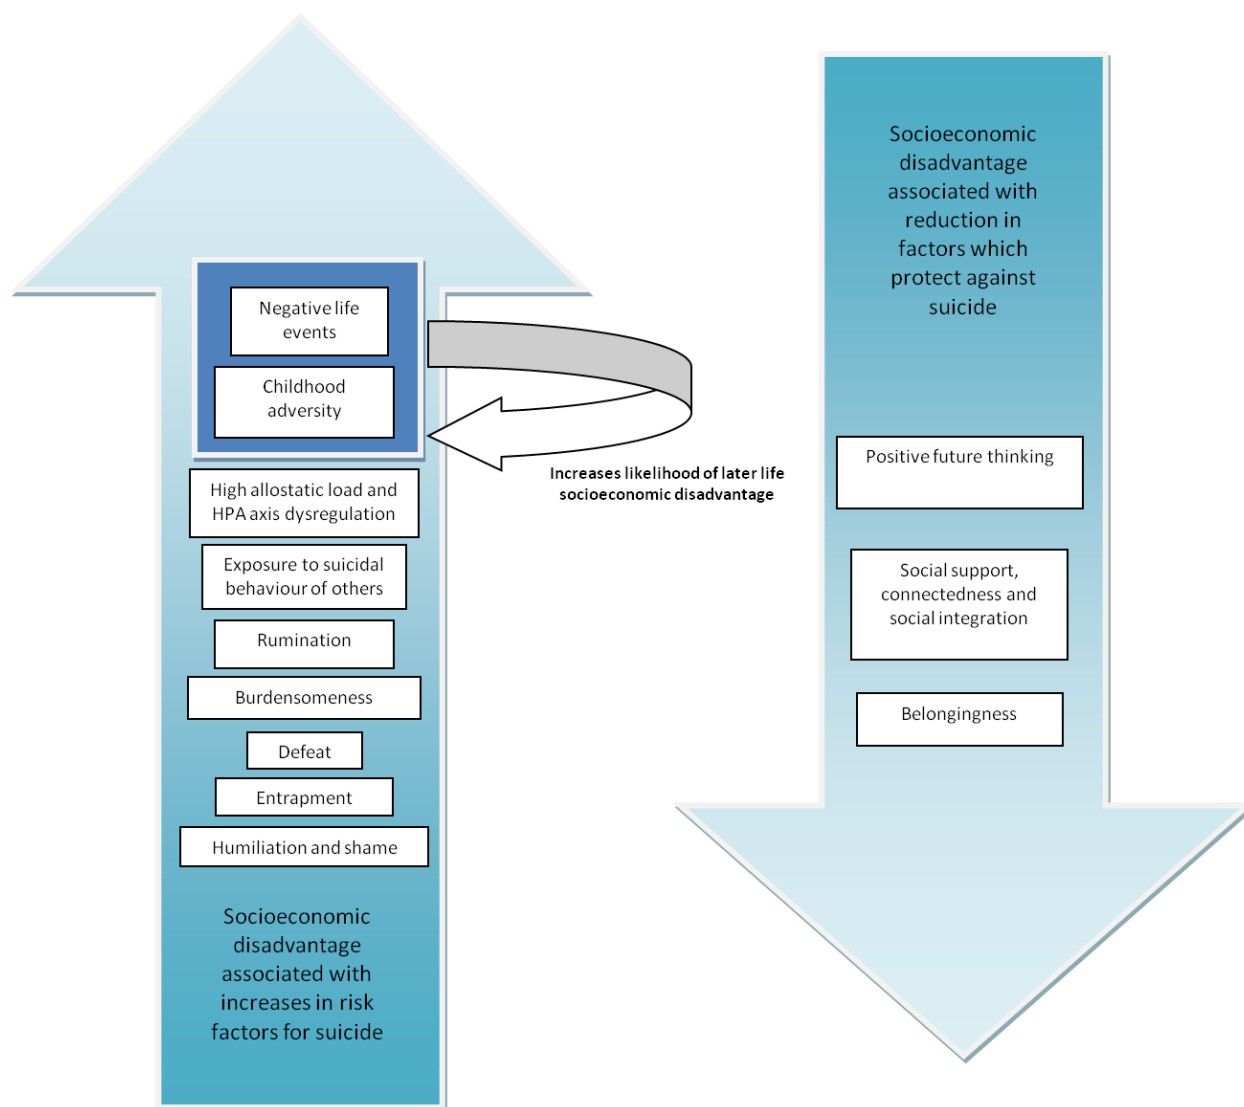 Negative life
events
Childhood
adversity
High allostatic load and
HPA axis dysregulation
Exposure to suicidal
behaviour of others
Rumination
Burdensomeness
Defeat
Entrapment
Humiliation and shame
Socioeconomic
disadvantage
associated with
increases in risk
factors for suicide
Increases likelihood of later life
socioeconomic disadvantage
Socioeconomic
disadvantage
associated with
reduction in
factors which
protect against
suicide
Positive future thinking
Social support,
connectedness and
social integration
Belongingness